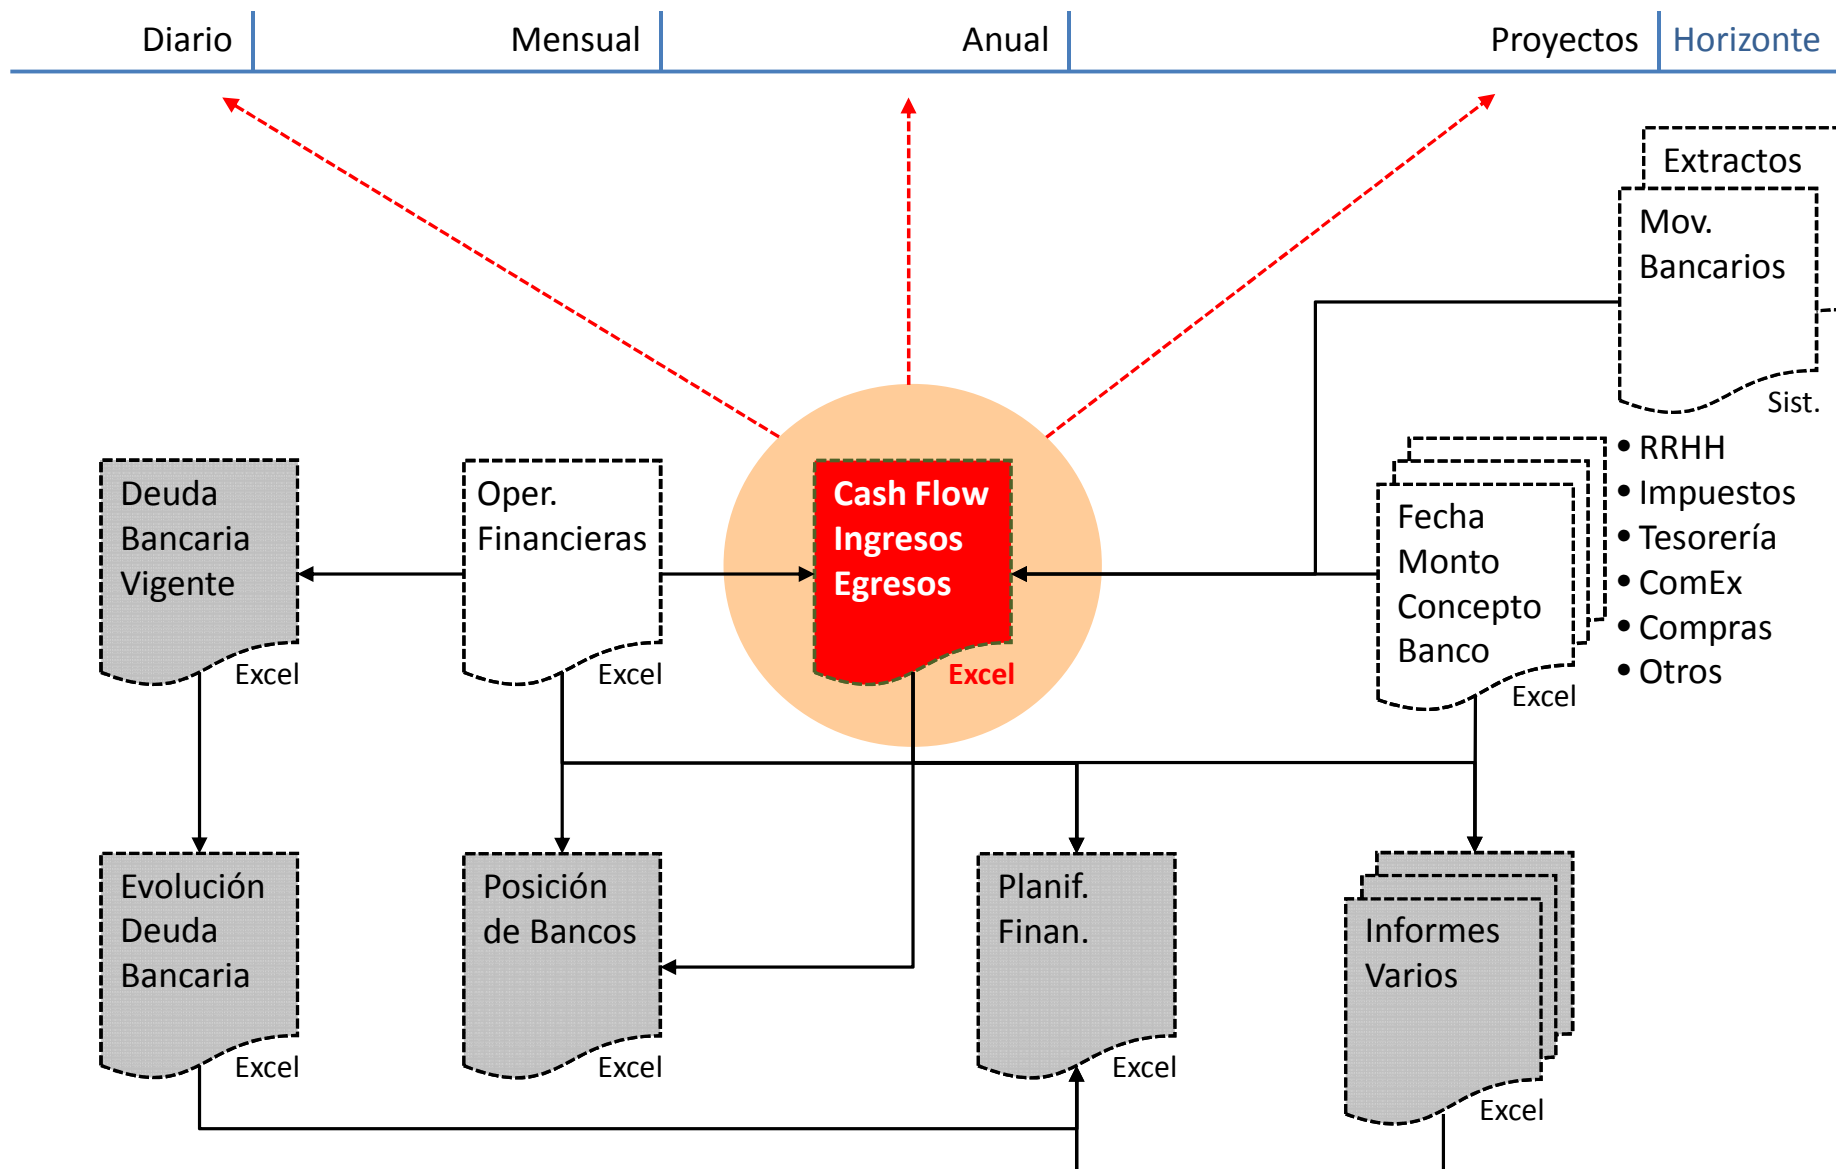 Diario
Mensual
Anual
Proyectos
Horizonte
Extractos
Mov.
Bancarios
Sist.
Deuda
Bancaria
Vigente
Excel
Oper.
Financieras
Excel
Cash Flow
Ingresos
Egresos
Excel
Fecha
Monto
Concepto
Banco
Excel
• RRHH
• Impuestos
• Tesorería
• ComEx
• Compras
• Otros
Evolución
Deuda
Bancaria
Excel
Posición
de Bancos
Excel
Planif.
Finan.
Excel
Informes
Varios
Excel